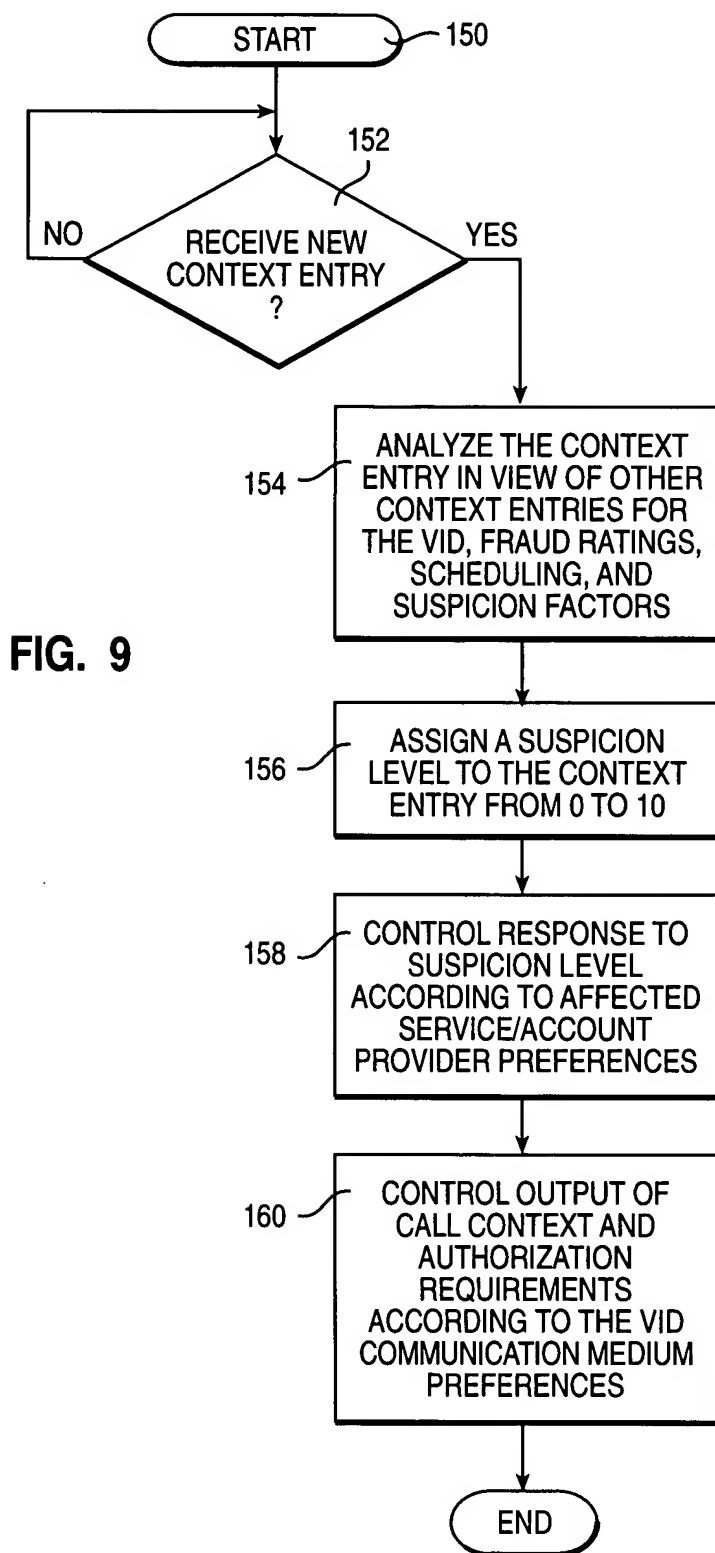 START
150
152
NO
YES
RECEIVE NEW
CONTEXT ENTRY
?
154
ANALYZE THE CONTEXT
ENTRY IN VIEW OF OTHER
CONTEXT ENTRIES FOR
THE VID, FRAUD RATINGS,
SCHEDULING, AND
SUSPICION FACTORS
FIG. 9
156
ASSIGN A SUSPICION
LEVEL TO THE CONTEXT
ENTRY FROM 0 TO 10
158
CONTROL RESPONSE TO
SUSPICION LEVEL
ACCORDING TO AFFECTED
SERVICE/ACCOUNT
PROVIDER PREFERENCES
160
CONTROL OUTPUT OF
CALL CONTEXT AND
AUTHORIZATION
REQUIREMENTS
ACCORDING TO THE VID
COMMUNICATION MEDIUM
PREFERENCES
END